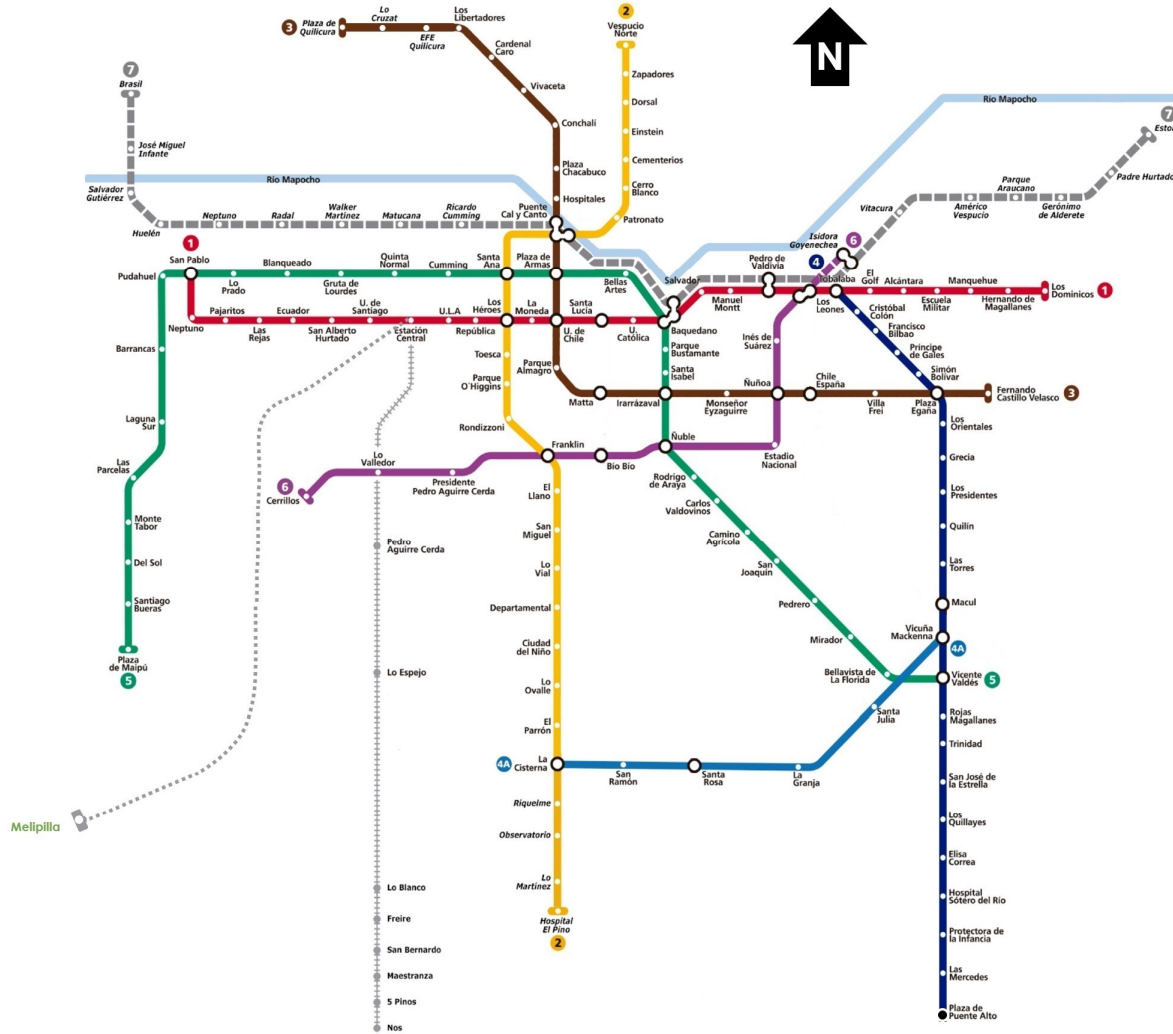 3
Plaza de
Quilicura
Lo
Cruzat
EFE
Quilicura
Los
Libertadores
Cardenal
Caro
Vivaceta
Conchalí
Plaza
Chacabuco
Hospitales
Puente
Cal y Canto
2
Vespucio
Norte
Zapadores
Dorsal
Einstein
Cementerios
Cerro
Blanco
Patronato
N
Río Mapocho
7
Brasil
José Miguel
Infante
Salvador
Gutiérrez
Río Mapocho
Huelén
Neptuno
Radal
Walker
Martínez
Matucana
Ricardo
Cumming
7
Padre Hurtado
Parque
Araucano
Gerónimo
de Alderete
Américo
Vespucio
Vitacura
Isidora
Goyenechea
6
4
1
San Pablo
Pudahuel
Lo
Prado
Blanqueado
Gruta de
Lourdes
Quinta
Normal
Cumming
Santa
Ana
Plaza de
Armas
Bellas
Artes
Salvador
Pedro de
Valdivia
Tobalaba
El
Golf
Alcántara
Manquehue
Los
Dominicos
1
Neptuno
Pajaritos
Las
Rejas
Ecuador
San Alberto
Hurtado
U. de
Santiago
Estación
Central
U.L.A
República
Los
Héroes
La
Moneda
U. de
Chile
Santa
Lucía
U.
Católica
Baquedano
Manuel
Montt
Los
Leones
Escuela
Militar
Hernando de
Magallanes
Cristóbal
Colón
Francisco
Bilbao
Príncipe
de Gales
Simón
Bolívar
Barrancas
Laguna
Sur
Las
Parcelas
Monte
Tabor
Del Sol
Santiago
Bueras
Plaza
de Maipú
5
Toesca
Parque
O'Higgins
Rondizzoni
Parque
Almagro
Parque
Bustamante
Santa
Isabel
Inés de
Suárez
Matta
Irarrázaval
Monseñor
Eyzaguirre
Ñuñoa
Chile
España
Villa
Frei
Plaza
Egaña
Fernando
Castillo Velasco
3
Franklin
Bío Bío
Ñuble
Estadio
Nacional
6
Cerrillos
Lo
Valledor
Presidente
Pedro Aguirre Cerda
Los
Orientales
Grecia
Los
Presidentes
Quilín
Las
Torres
Macul
Vicuña
Mackenna
4A
Vicente
Valdés
5
Rodrigo
de Araya
Carlos
Valdovinos
Camino
Agrícola
San
Joaquín
Pedrero
Mirador
Bellavista de
La Florida
El
Llano
San
Miguel
Lo
Vial
Departamental
Ciudad
del Niño
Lo
Ovalle
El
Parrón
4A
La
Cisterna
San
Ramón
Santa
Rosa
La
Granja
Santa
Julia
Riquelme
Observatorio
Lo
Martínez
Hospital
El Pino
2
Pedro
Aguirre Cerda
Lo Espejo
Melipilla
Lo Blanco
Freire
San Bernardo
Maestranza
5 Pinos
Nos
Rojas
Magallanes
Trinidad
San José de
la Estrella
Los
Quillayes
Elisa
Correa
Hospital
Sótero del Río
Protectora de
la Infancia
Las
Mercedes
Plaza de
Puente Alto